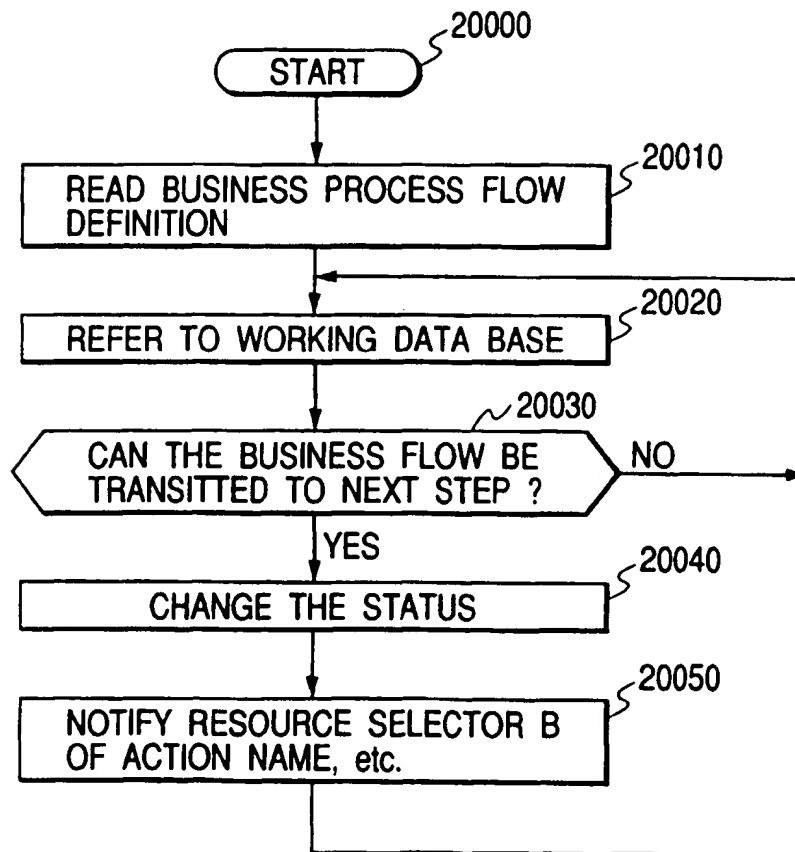 20000
START
20010
READ BUSINESS PROCESS FLOW
DEFINITION
20020
REFER TO WORKING DATA BASE
20030
CAN THE BUSINESS FLOW BE
TRANSITTED TO NEXT STEP ?
NO
YES
20040
CHANGE THE STATUS
20050
NOTIFY RESOURCE SELECTOR B
OF ACTION NAME, etc.